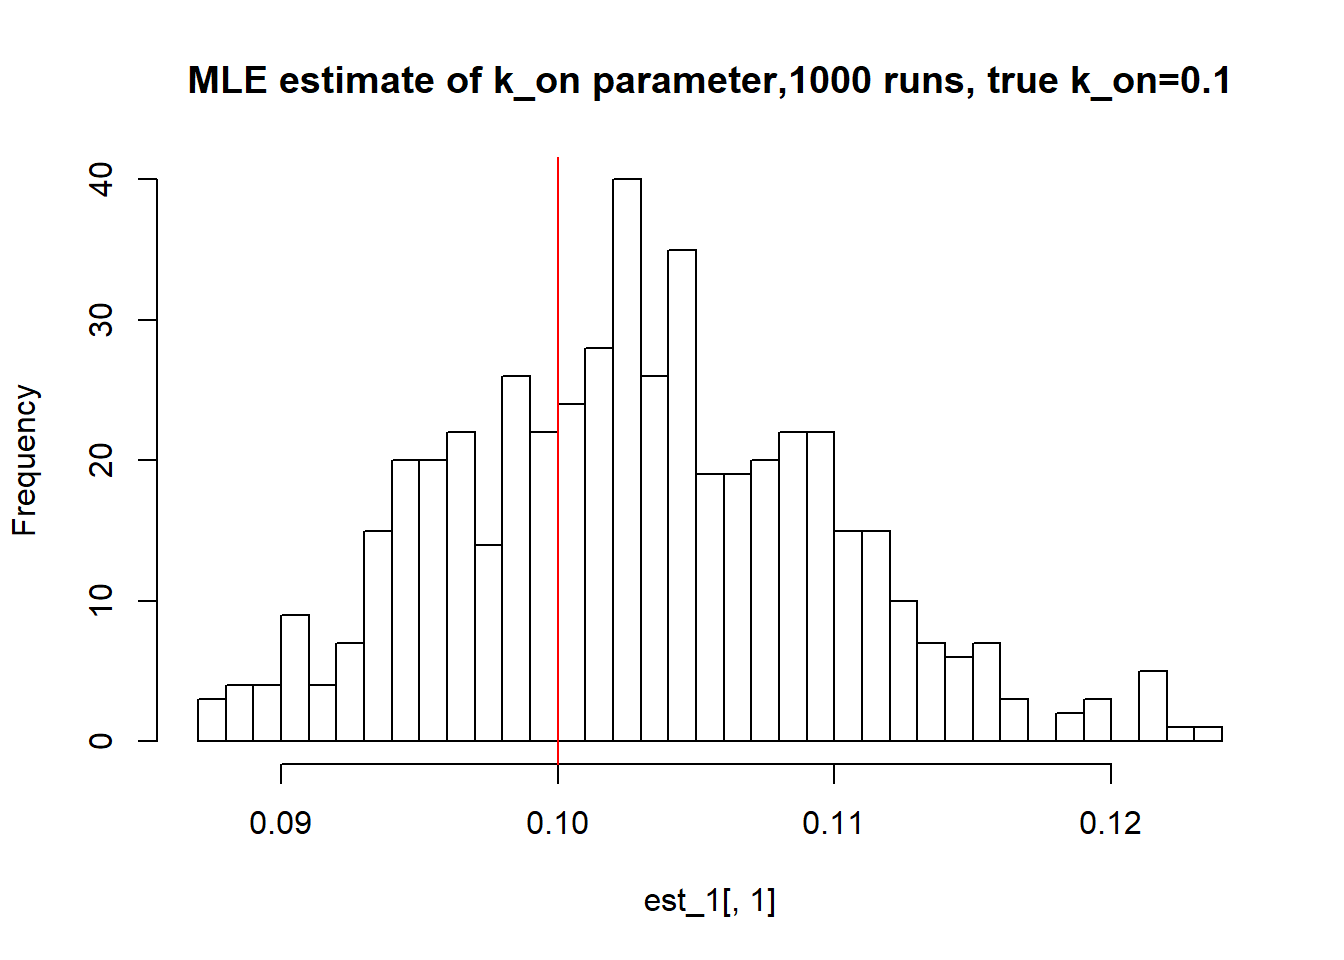 MLE estimate of k_on parameter,1000 runs, true k_on=0.1
Frequency
40
30
20
10
0
0.09 0.10 0.11 0.12
est_1[, 1]